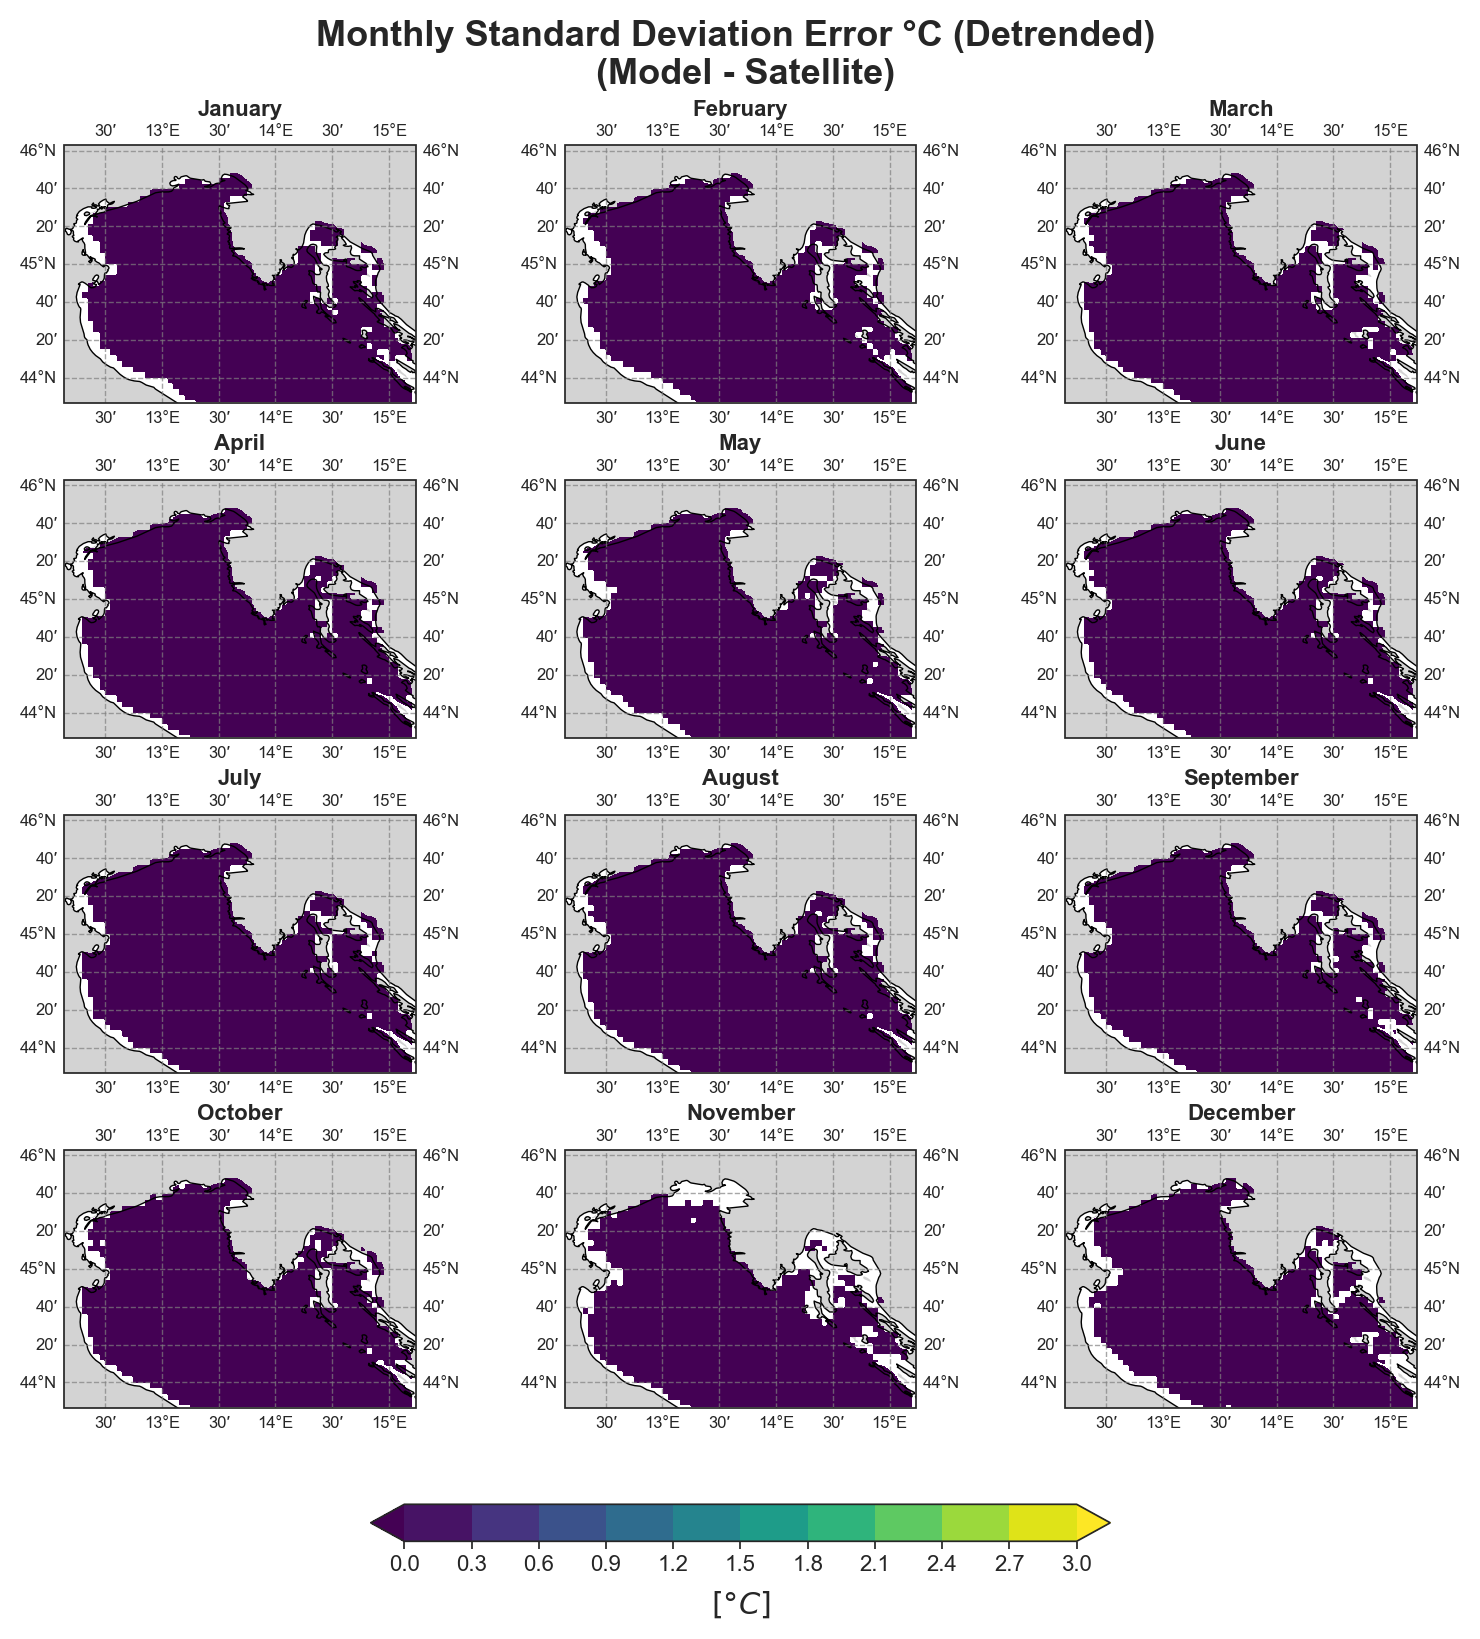 Monthly Standard Deviation Error °C (Detrended)
(Model - Satellite)
January February March
30′ 13°E 30′ 14°E 30′ 15°E 30′ 13°E 30′ 14°E 30′ 15°E 30′ 13°E 30′ 14°E 30′ 15°E
46°N 46°N 46°N 46°N 46°N 46°N
40′ 40′ 40′ 40′ 40′ 40′
20′ 20′ 20′ 20′ 20′ 20′
45°N 45°N 45°N 45°N 45°N 45°N
40′ 40′ 40′ 40′ 40′ 40′
20′ 20′ 20′ 20′ 20′ 20′
44°N 44°N 44°N 44°N 44°N 44°N
30′ 13°E 30′ 14°E 30′ 15°E 30′ 13°E 30′ 14°E 30′ 15°E 30′ 13°E 30′ 14°E 30′ 15°E
April May June
30′ 13°E 30′ 14°E 30′ 15°E 30′ 13°E 30′ 14°E 30′ 15°E 30′ 13°E 30′ 14°E 30′ 15°E
46°N 46°N 46°N 46°N 46°N 46°N
40′ 40′ 40′ 40′ 40′ 40′
20′ 20′ 20′ 20′ 20′ 20′
45°N 45°N 45°N 45°N 45°N 45°N
40′ 40′ 40′ 40′ 40′ 40′
20′ 20′ 20′ 20′ 20′ 20′
44°N 44°N 44°N 44°N 44°N 44°N
30′ 13°E 30′ 14°E 30′ 15°E 30′ 13°E 30′ 14°E 30′ 15°E 30′ 13°E 30′ 14°E 30′ 15°E
July August September
30′ 13°E 30′ 14°E 30′ 15°E 30′ 13°E 30′ 14°E 30′ 15°E 30′ 13°E 30′ 14°E 30′ 15°E
46°N 46°N 46°N 46°N 46°N 46°N
40′ 40′ 40′ 40′ 40′ 40′
20′ 20′ 20′ 20′ 20′ 20′
45°N 45°N 45°N 45°N 45°N 45°N
40′ 40′ 40′ 40′ 40′ 40′
20′ 20′ 20′ 20′ 20′ 20′
44°N 44°N 44°N 44°N 44°N 44°N
30′ 13°E 30′ 14°E 30′ 15°E 30′ 13°E 30′ 14°E 30′ 15°E 30′ 13°E 30′ 14°E 30′ 15°E
October November December
30′ 13°E 30′ 14°E 30′ 15°E 30′ 13°E 30′ 14°E 30′ 15°E 30′ 13°E 30′ 14°E 30′ 15°E
46°N 46°N 46°N 46°N 46°N 46°N
40′ 40′ 40′ 40′ 40′ 40′
20′ 20′ 20′ 20′ 20′ 20′
45°N 45°N 45°N 45°N 45°N 45°N
40′ 40′ 40′ 40′ 40′ 40′
20′ 20′ 20′ 20′ 20′ 20′
44°N 44°N 44°N 44°N 44°N 44°N
30′ 13°E 30′ 14°E 30′ 15°E 30′ 13°E 30′ 14°E 30′ 15°E 30′ 13°E 30′ 14°E 30′ 15°E
0.0 0.3 0.6 0.9 1.2 1.5 1.8 2.1 2.4 2.7 3.0
[°C]